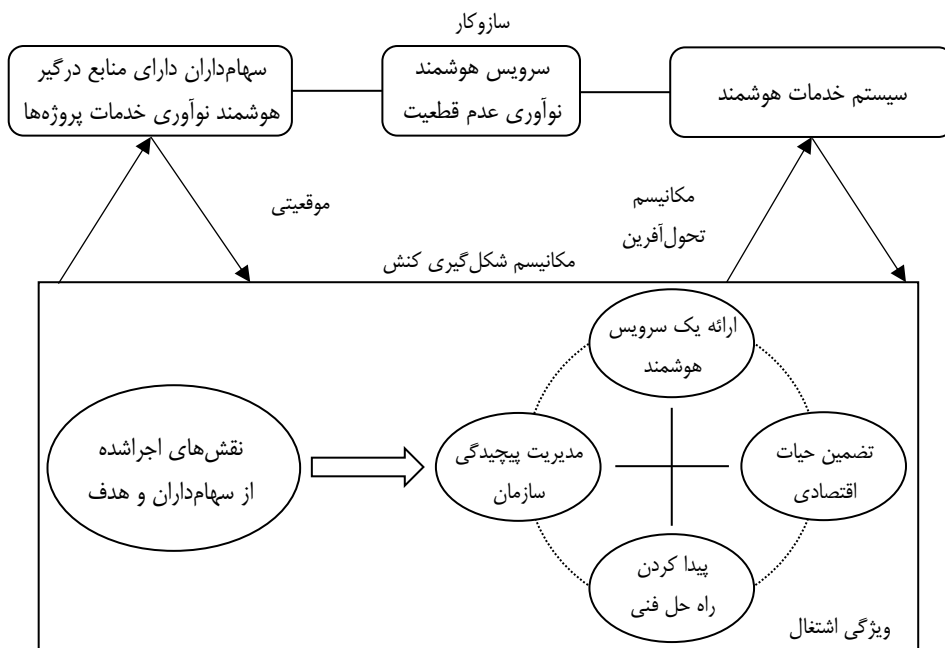 سازوکار
سهام‌داران دارای منابع درگیر
هوشمند نوآوری خدمات پروژه‌ها
سرویس هوشمند
نوآوری عدم قطعیت
سیستم خدمات هوشمند
موقعیتی
مکانیسم
تحول‌آفرین
مکانیسم شکل‌گیری کنش
ارائه یک سرویس
هوشمند
نقش‌های اجراشده
از سهام‌داران و هدف
مدیریت پیچیدگی
سازمان
تضمین حیات
اقتصادی
پیدا کردن
راه حل فنی
ویژگی اشتغال